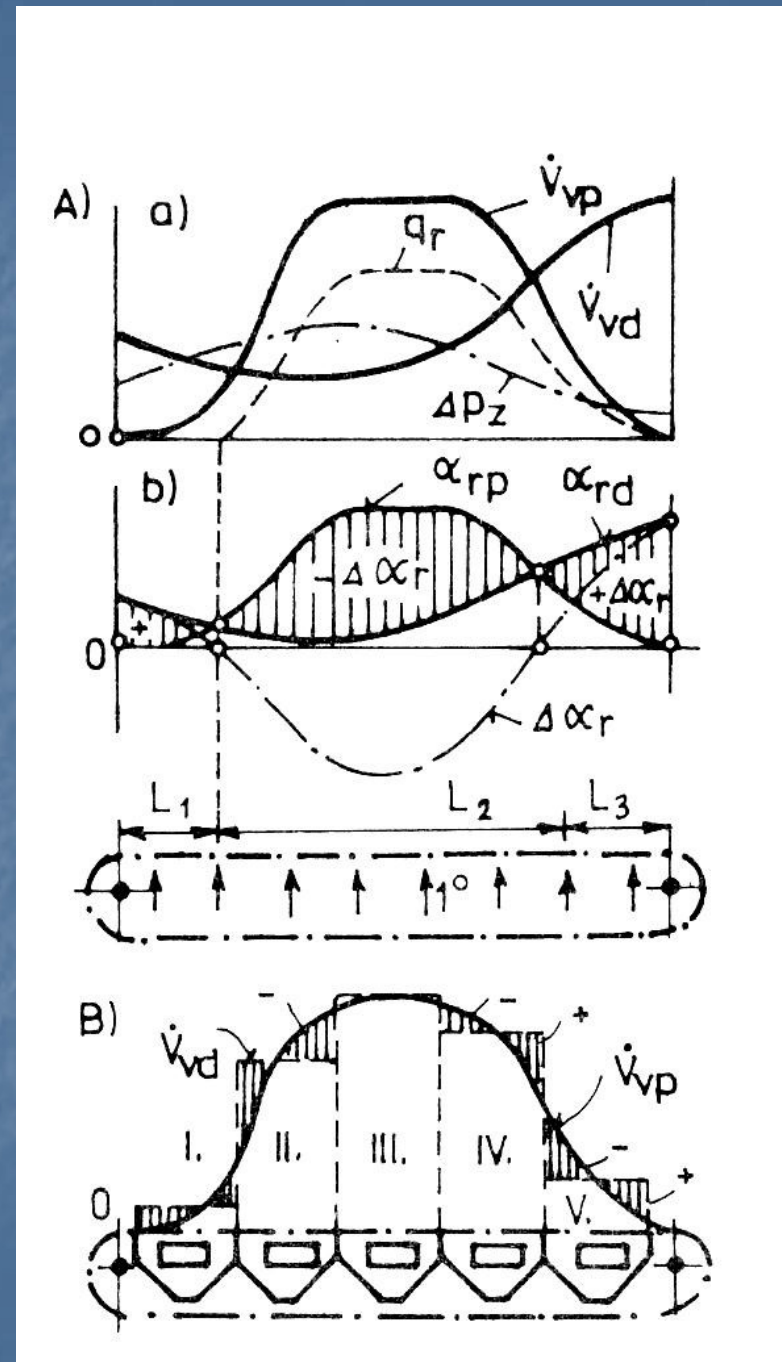 A) a) V̇vp
qr
V̇vd
Δpz
0
b) αrp αrd
-Δαr +Δαr
+
0
Δαr
L1 L2 L3
1°
B) - - +
V̇vd V̇vp
I. II. III. IV. -
+
0 V.